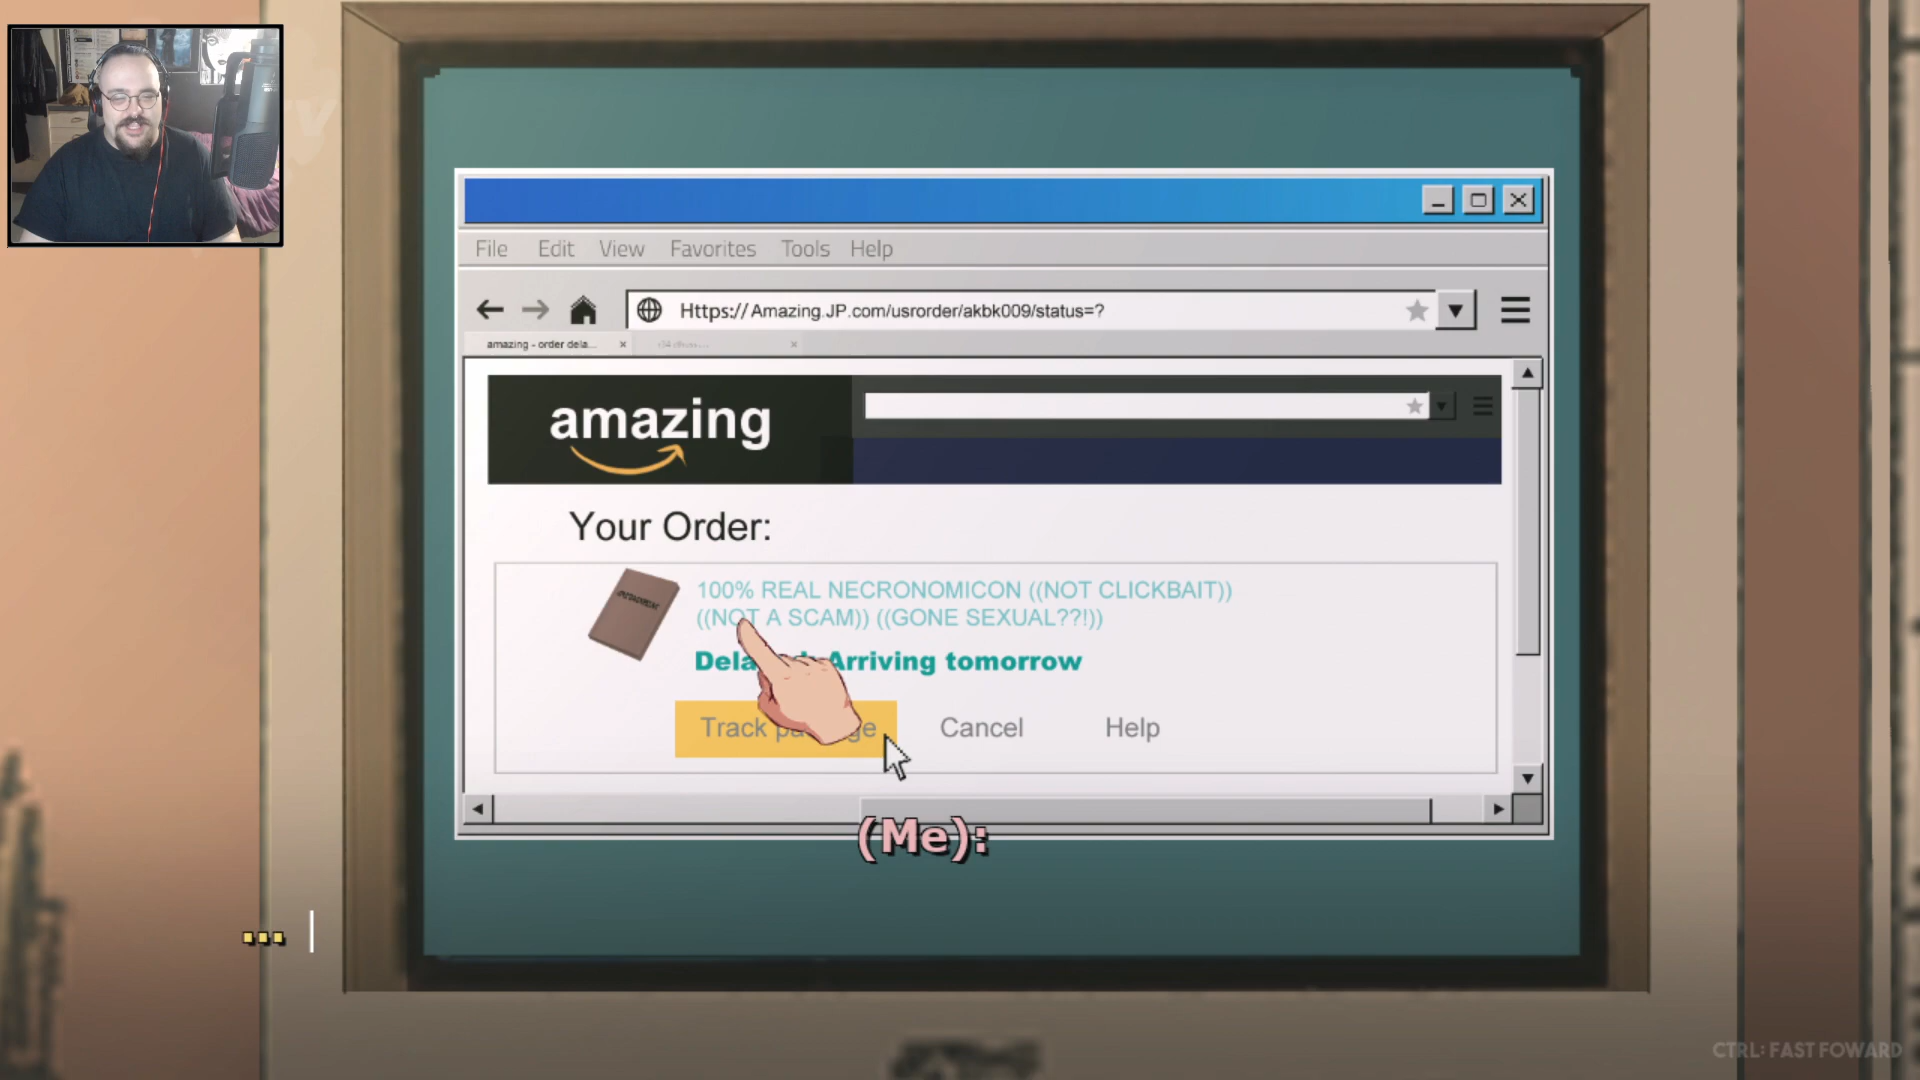 File Edit View Favorites Tools Help
Https://Amazing.JP.com/usrorder/akbk009/status=?
amazing - order dela... x x
amazing
Your Order:
100% REAL NECRONOMICON ((NOT CLICKBAIT))
((NOT A SCAM)) ((GONE SEXUAL??!))
Arriving tomorrow
Track Cancel Help
(Me):
...
CTRL: FAST FOWARD